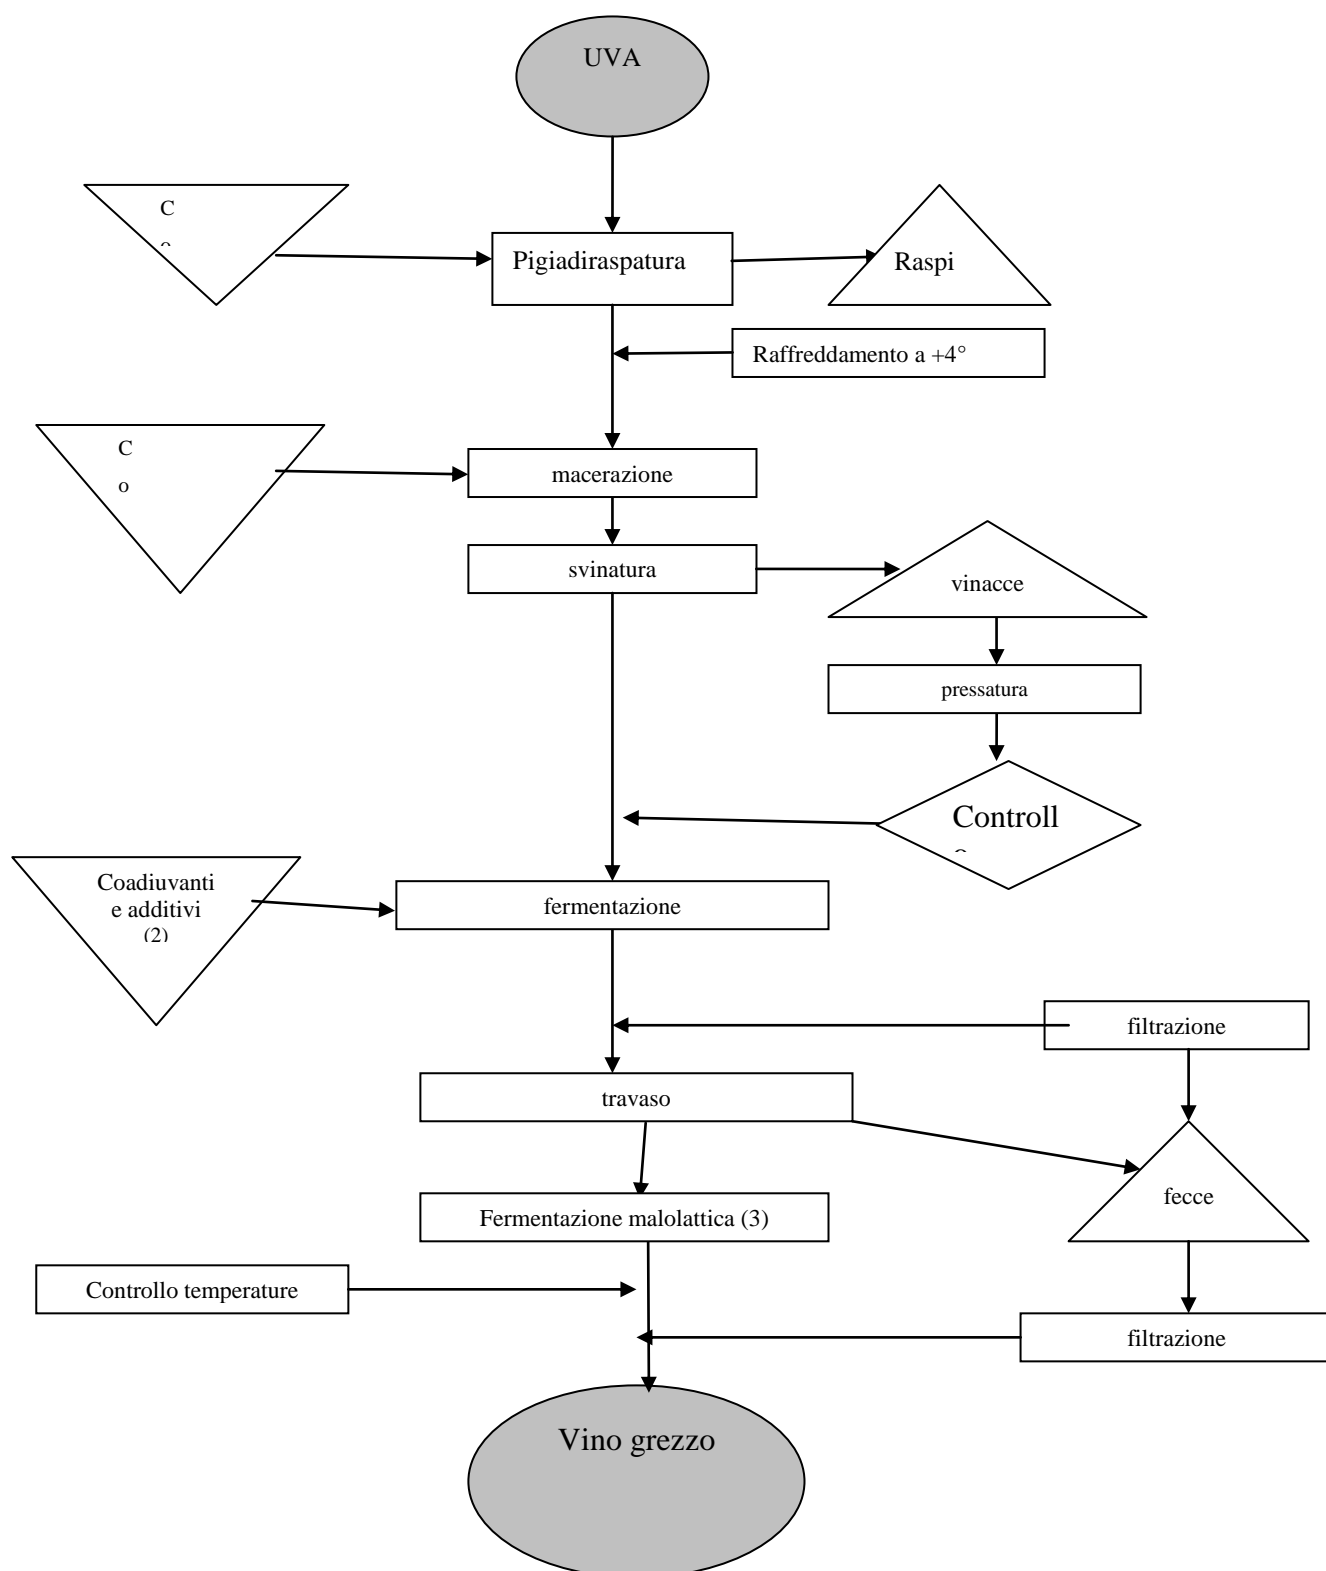 UVA
C
Pigiadiraspatura
Raspi
Raffreddamento a +4°
C
o
macerazione
svinatura
vinacce
pressatura
Controll
Coadiuvanti
e additivi
(2)
fermentazione
filtrazione
travaso
fecce
Fermentazione malolattica (3)
Controllo temperature
filtrazione
Vino grezzo